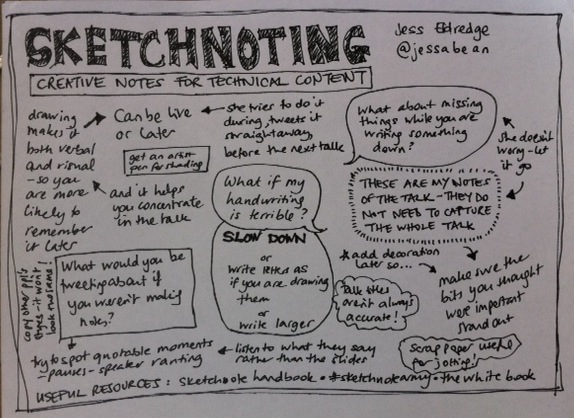 SKETCHNOTING
CREATIVE NOTES FOR TECHNICAL CONTENT
Jess Eldredge
@jessabean
drawing
makes it
both verbal
and visual
- so you
are more
likely to
remember
it later
Can be live
or later
she tries to do it
during, tweets it
straightaway,
before the next talk
get an artist
pen for shading
and it helps
you concentrate
in the talk
What about missing
things while you are
writing something
down?
she doesn't
worry - let
it go
THESE ARE MY NOTES
OF THE TALK - THEY DO
NOT NEED TO CAPTURE
THE WHOLE TALK
What if my
handwriting
is terrible?
SLOW DOWN
or
write letters as
if you are drawing
them
or
write larger
add decoration
later so...
make sure the
bits you thought
were important
stand out
Talk titles
aren't always
accurate!
copy other ppl's
styles - it won't
look the same!
What would you be
tweeting about if
you weren't making
notes?
try to spot quotable moments
- pauses - speaker ranting
listen to what they say
rather than the slides
scrap paper useful
for jotting!
USEFUL RESOURCES: sketchnote handbook • #sketchnotearmy • the white book